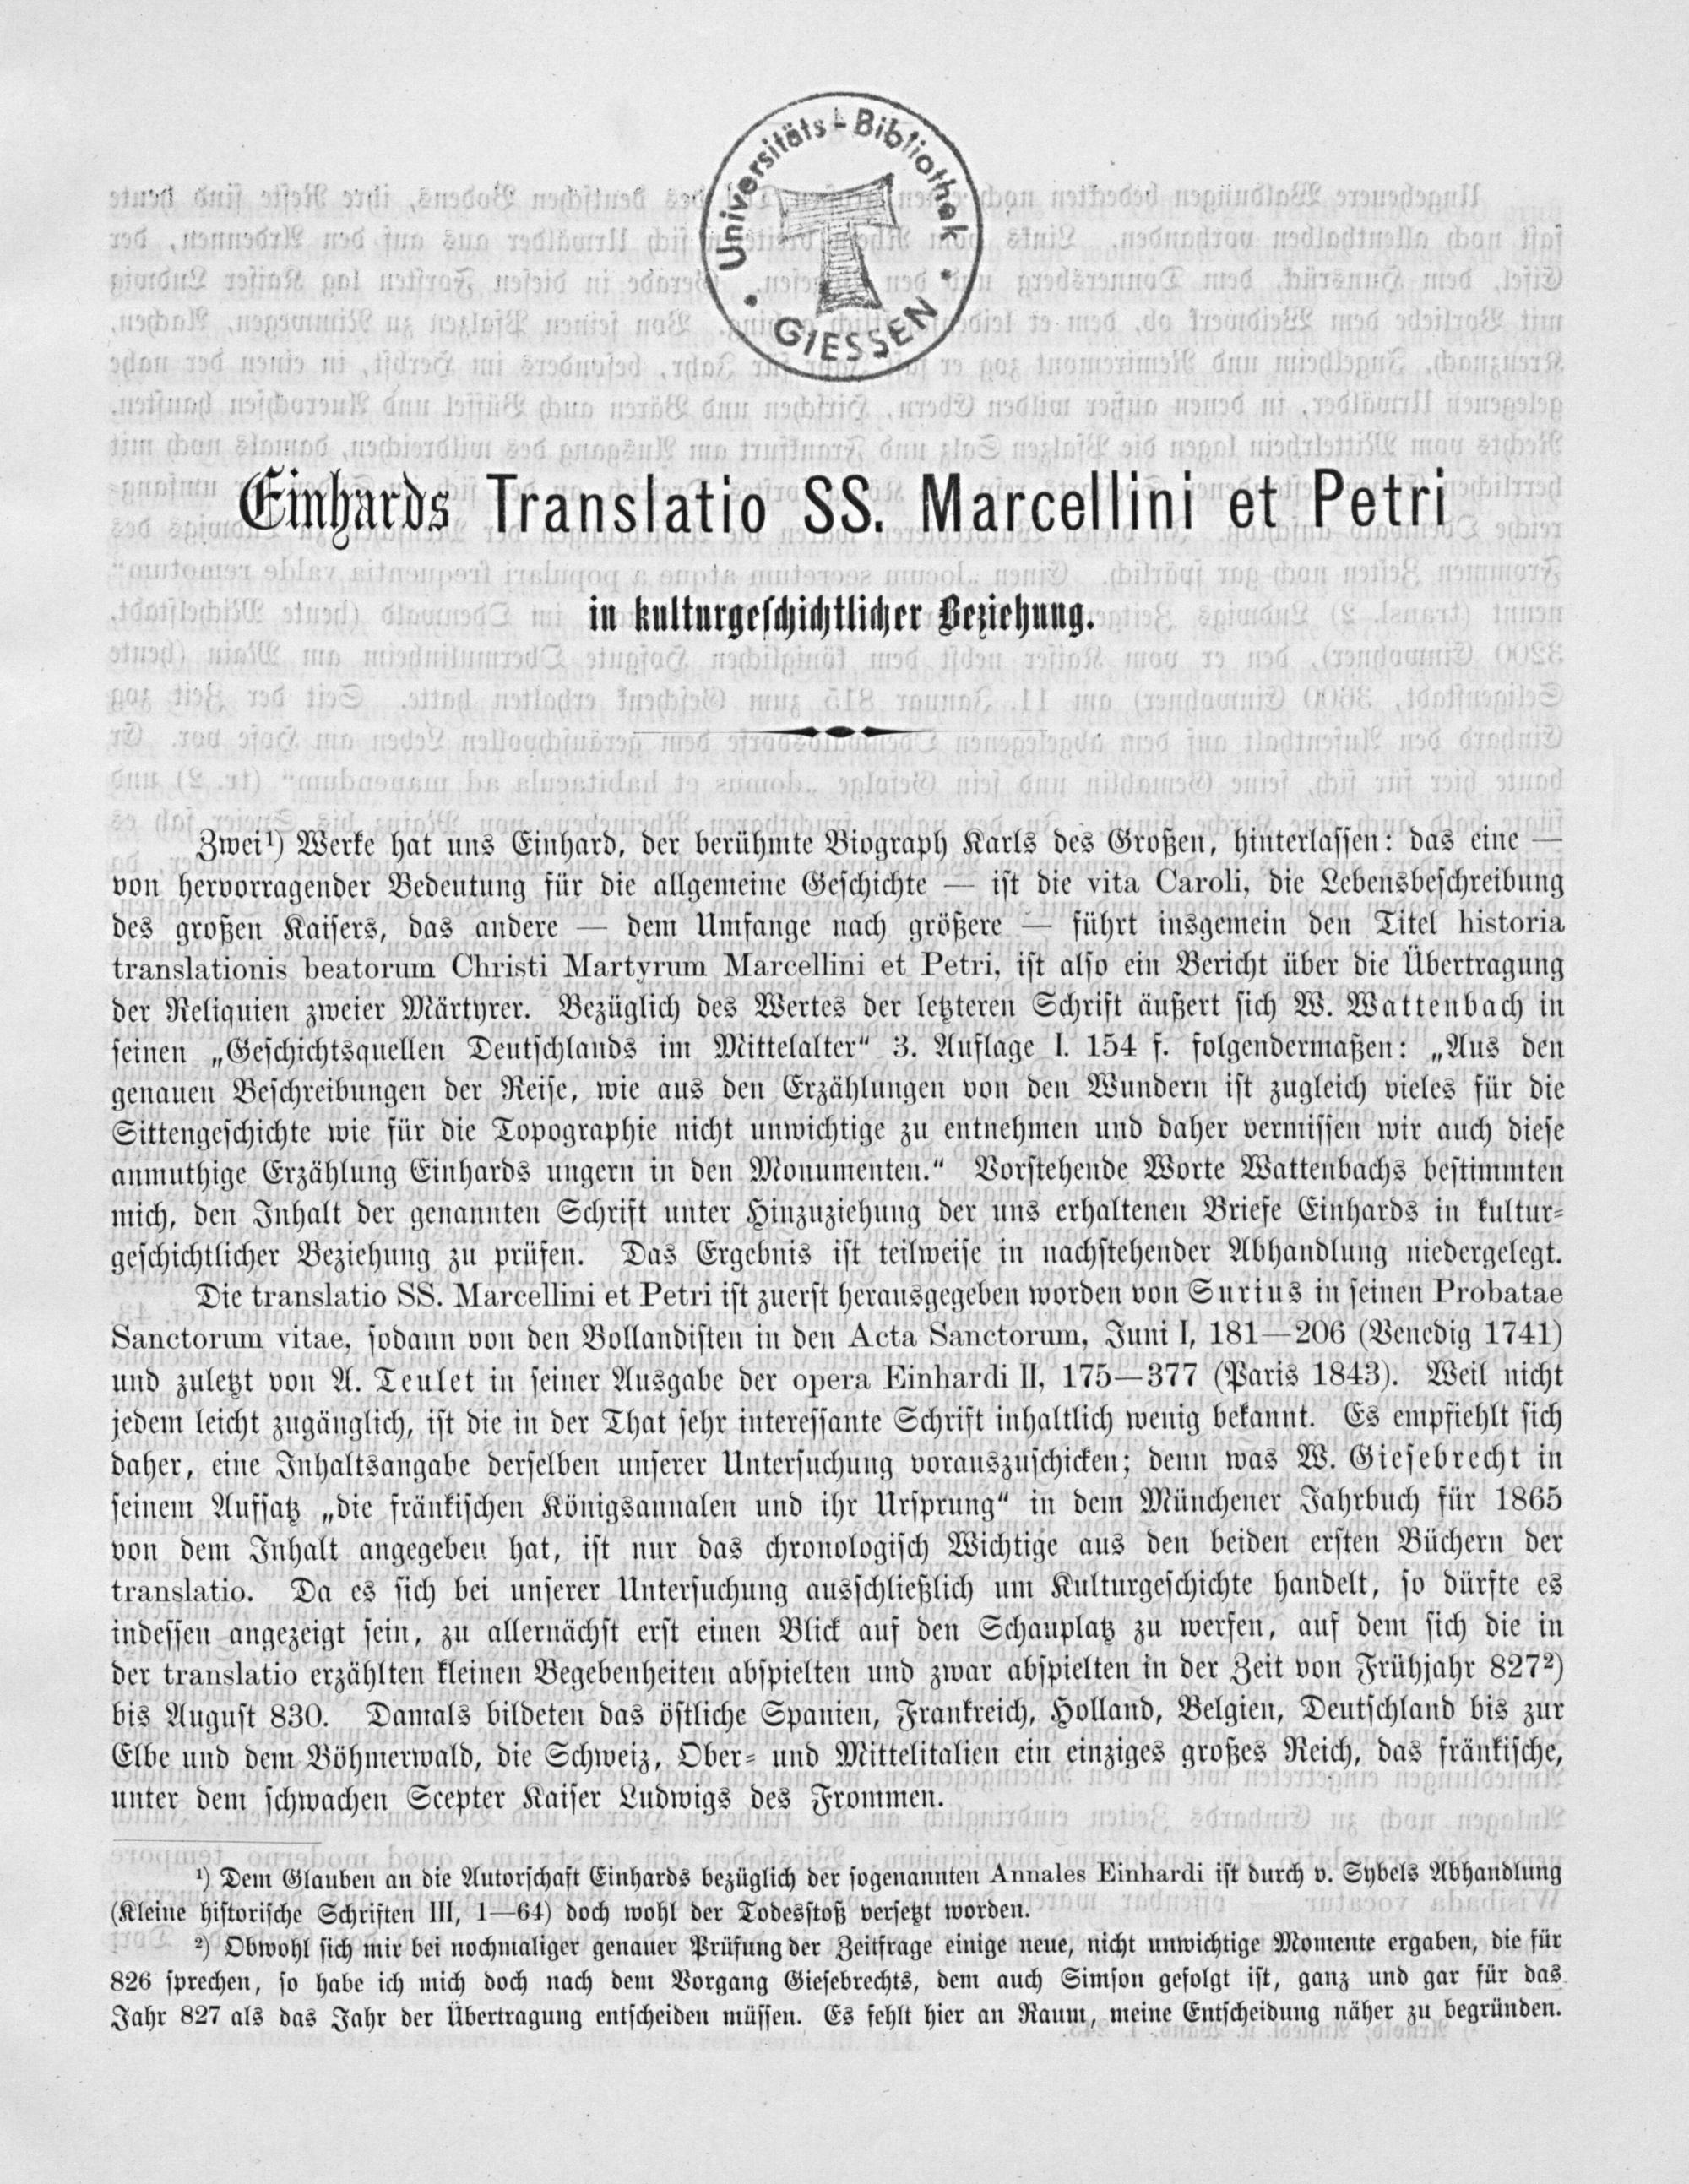 Universitäts-Bibliothek
GIESSEN
Einhards Translatio SS. Marcellini et Petri
in kulturgeschichtlicher Beziehung.
Zwei¹) Werke hat uns Einhard, der berühmte Biograph Karls des Großen, hinterlassen: das eine —
von hervorragender Bedeutung für die allgemeine Geschichte — ist die vita Caroli, die Lebensbeschreibung
des großen Kaisers, das andere — dem Umfange nach größere — führt insgemein den Titel historia
translationis beatorum Christi Martyrum Marcellini et Petri, ist also ein Bericht über die Übertragung
der Reliquien zweier Märtyrer. Bezüglich des Wertes der letzteren Schrift äußert sich W. Wattenbach in
seinen „Geschichtsquellen Deutschlands im Mittelalter“ 3. Auflage I. 154 f. folgendermaßen: „Aus den
genauen Beschreibungen der Reise, wie aus den Erzählungen von den Wundern ist zugleich vieles für die
Sittengeschichte wie für die Topographie nicht unwichtige zu entnehmen und daher vermissen wir auch diese
anmuthige Erzählung Einhards ungern in den Monumenten.“ Vorstehende Worte Wattenbachs bestimmten
mich, den Inhalt der genannten Schrift unter Hinzuziehung der uns erhaltenen Briefe Einhards in kultur-
geschichtlicher Beziehung zu prüfen. Das Ergebnis ist teilweise in nachstehender Abhandlung niedergelegt.
Die translatio SS. Marcellini et Petri ist zuerst herausgegeben worden von Surius in seinen Probatae
Sanctorum vitae, sodann von den Bollandisten in den Acta Sanctorum, Juni I, 181—206 (Venedig 1741)
und zuletzt von A. Teulet in seiner Ausgabe der opera Einhardi II, 175—377 (Paris 1843). Weil nicht
jedem leicht zugänglich, ist die in der That sehr interessante Schrift inhaltlich wenig bekannt. Es empfiehlt sich
daher, eine Inhaltsangabe derselben unserer Untersuchung vorauszuschicken; denn was W. Giesebrecht in
seinem Aufsatz „die fränkischen Königsannalen und ihr Ursprung“ in dem Münchener Jahrbuch für 1865
von dem Inhalt angegeben hat, ist nur das chronologisch Wichtige aus den beiden ersten Büchern der
translatio. Da es sich bei unserer Untersuchung ausschließlich um Kulturgeschichte handelt, so dürfte es
indessen angezeigt sein, zu allernächst erst einen Blick auf den Schauplatz zu werfen, auf dem sich die in
der translatio erzählten kleinen Begebenheiten abspielten und zwar abspielten in der Zeit von Frühjahr 827²)
bis August 830. Damals bildeten das östliche Spanien, Frankreich, Holland, Belgien, Deutschland bis zur
Elbe und dem Böhmerwald, die Schweiz, Ober- und Mittelitalien ein einziges großes Reich, das fränkische,
unter dem schwachen Scepter Kaiser Ludwigs des Frommen.
¹) Dem Glauben an die Autorschaft Einhards bezüglich der sogenannten Annales Einhardi ist durch v. Sybels Abhandlung
(Kleine historische Schriften III, 1—64) doch wohl der Todesstoß versetzt worden.
²) Obwohl sich mir bei nochmaliger genauer Prüfung der Zeitfrage einige neue, nicht unwichtige Momente ergaben, die für
826 sprechen, so habe ich mich doch nach dem Vorgang Giesebrechts, dem auch Simson gefolgt ist, ganz und gar für das
Jahr 827 als das Jahr der Übertragung entscheiden müssen. Es fehlt hier an Raum, meine Entscheidung näher zu begründen.